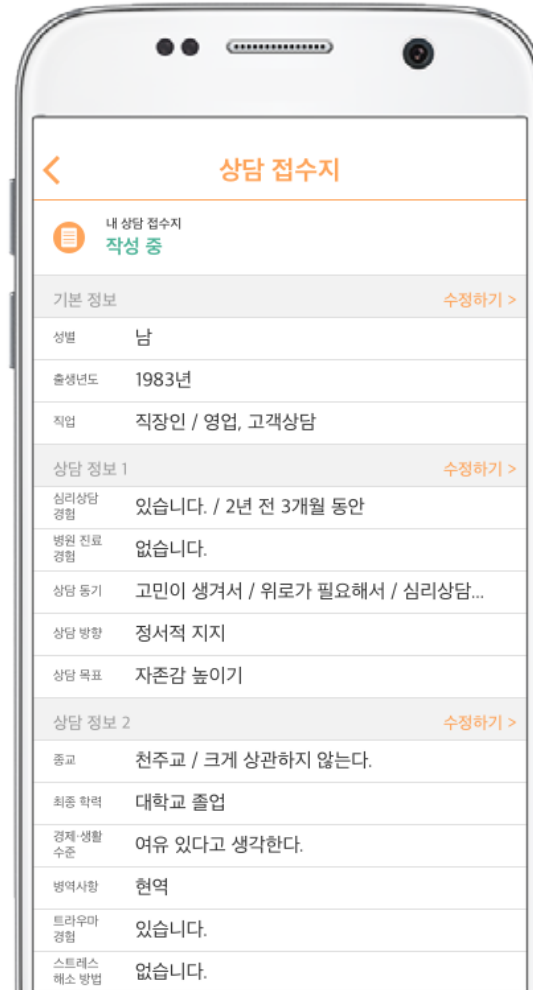 상담 접수지
내 상담 접수지
작성 중
기본 정보 수정하기 >
성별 남
출생년도 1983년
직업 직장인 / 영업, 고객상담
상담 정보 1 수정하기 >
심리상담
경험 있습니다. / 2년 전 3개월 동안
병원 진료
경험 없습니다.
상담 동기 고민이 생겨서 / 위로가 필요해서 / 심리상담...
상담 방향 정서적 지지
상담 목표 자존감 높이기
상담 정보 2 수정하기 >
종교 천주교 / 크게 상관하지 않는다.
최종 학력 대학교 졸업
경제·생활
수준 여유 있다고 생각한다.
병역사항 현역
트라우마
경험 있습니다.
스트레스
해소 방법 없습니다.